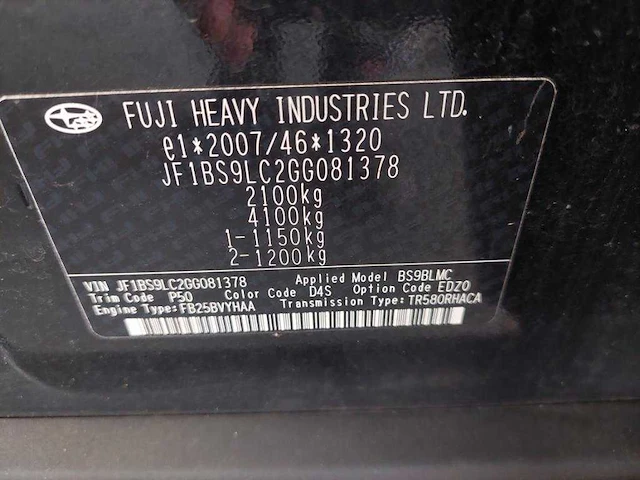 FUJI HEAVY INDUSTRIES LTD.
e1*2007/46*1320
JF1BS9LC2GG081378
2100kg
4100kg
1-1150kg
2-1200kg
VIN JF1BS9LC2GG081378 Applied Model BS9BLMC
Trim Code P50 Color Code D4S Option Code EDZO
Engine Type:FB25BVYHAA Transmission Type:TR580RHACA